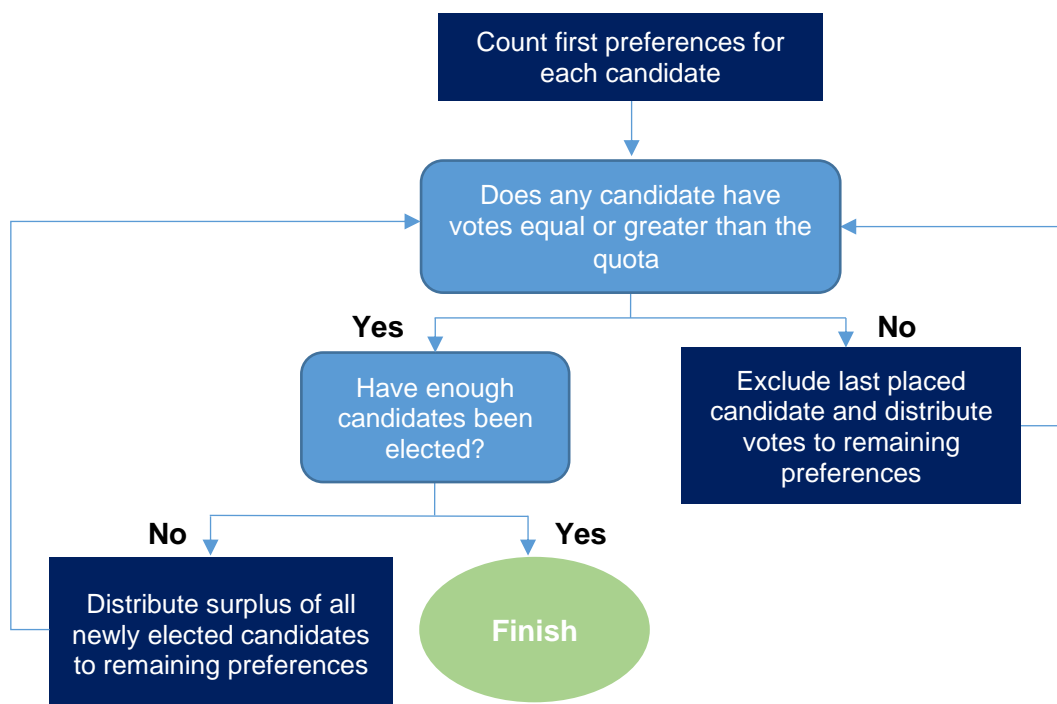 Count first preferences for
each candidate
Does any candidate have
votes equal or greater than the
quota
Yes
No
Have enough
candidates been
elected?
Exclude last placed
candidate and distribute
votes to remaining
preferences
No
Yes
Distribute surplus of all
newly elected candidates
to remaining preferences
Finish